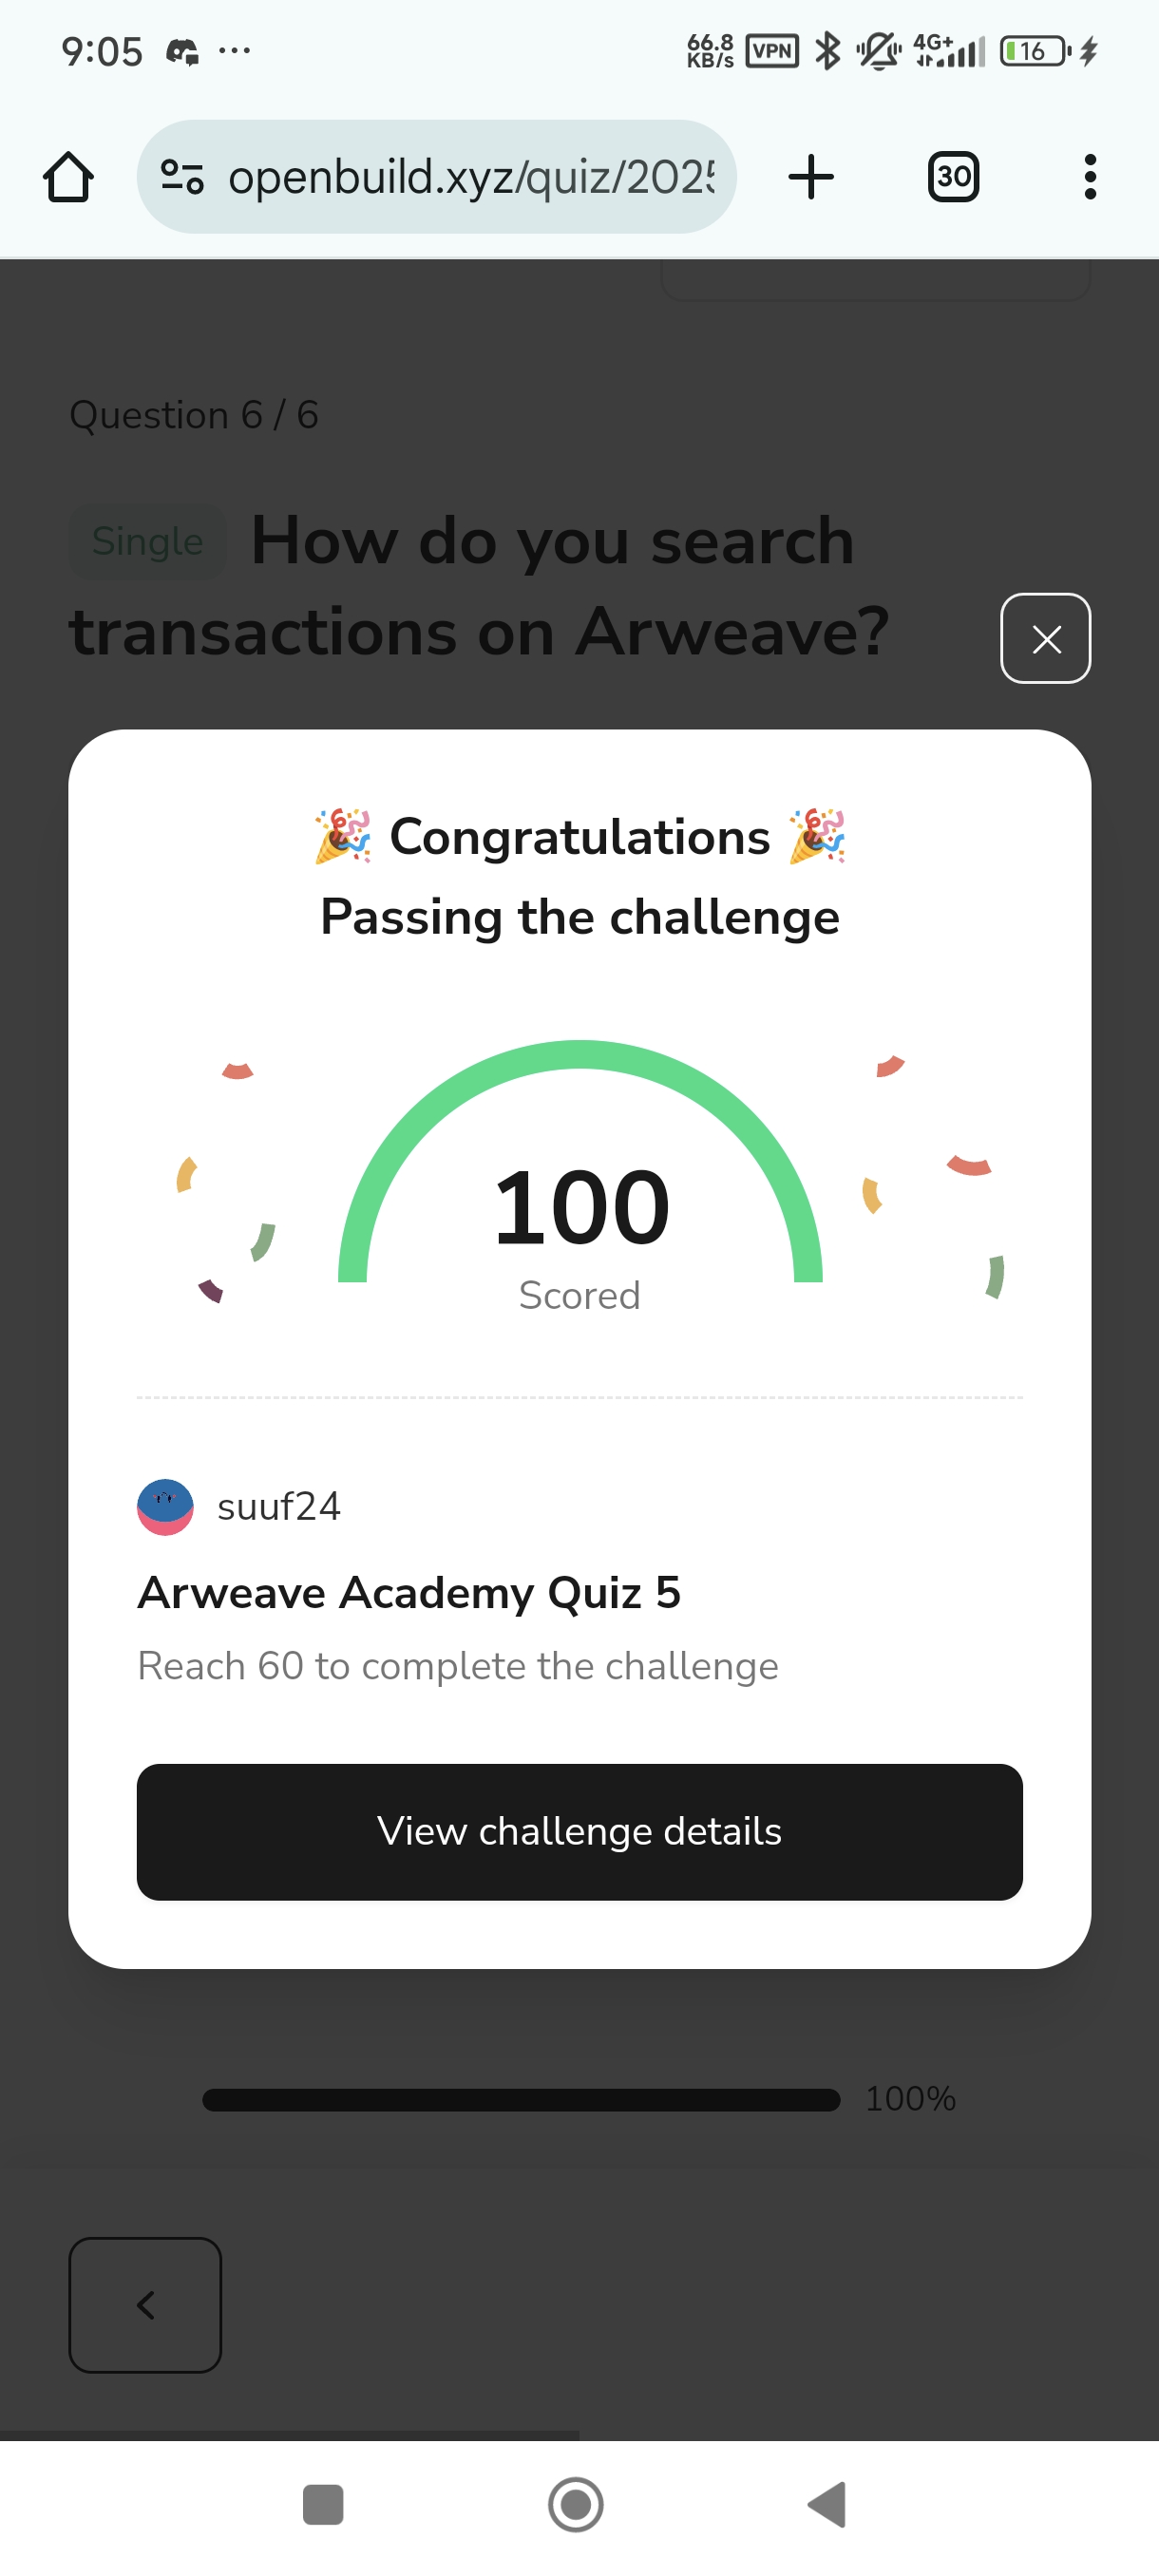 9:05
66.8
KB/s
VPN
4G+
16
openbuild.xyz/quiz/2025
30
Question 6 / 6
Single How do you search
transactions on Arweave?
🎉 Congratulations 🎉
Passing the challenge
100
Scored
suuf24
Arweave Academy Quiz 5
Reach 60 to complete the challenge
View challenge details
100%